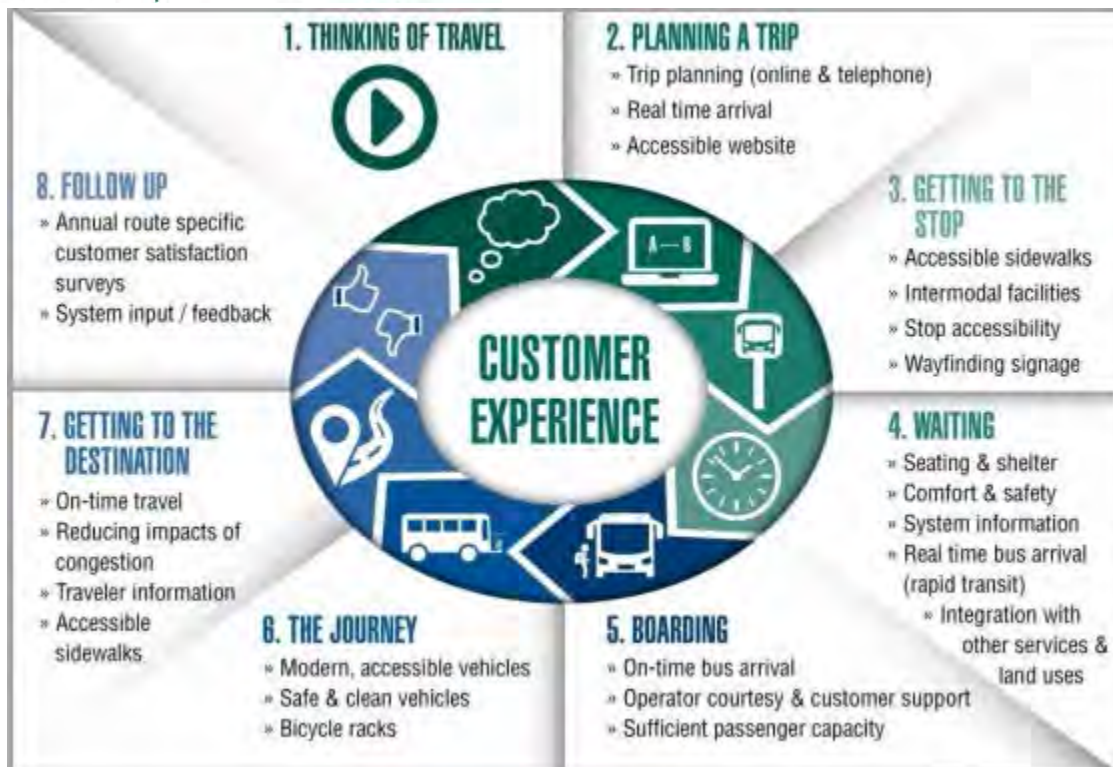 1. THINKING OF TRAVEL
2. PLANNING A TRIP
» Trip planning (online & telephone)
» Real time arrival
» Accessible website
3. GETTING TO THE
STOP
» Accessible sidewalks
» Intermodal facilities
» Stop accessibility
» Wayfinding signage
4. WAITING
» Seating & shelter
» Comfort & safety
» System information
» Real time bus arrival
(rapid transit)
» Integration with
other services &
land uses
5. BOARDING
» On-time bus arrival
» Operator courtesy & customer support
» Sufficient passenger capacity
6. THE JOURNEY
» Modern, accessible vehicles
» Safe & clean vehicles
» Bicycle racks
7. GETTING TO THE
DESTINATION
» On-time travel
» Reducing impacts of
congestion
» Traveler information
» Accessible
sidewalks
8. FOLLOW UP
» Annual route specific
customer satisfaction
surveys
» System input / feedback
A — B
CUSTOMER
EXPERIENCE